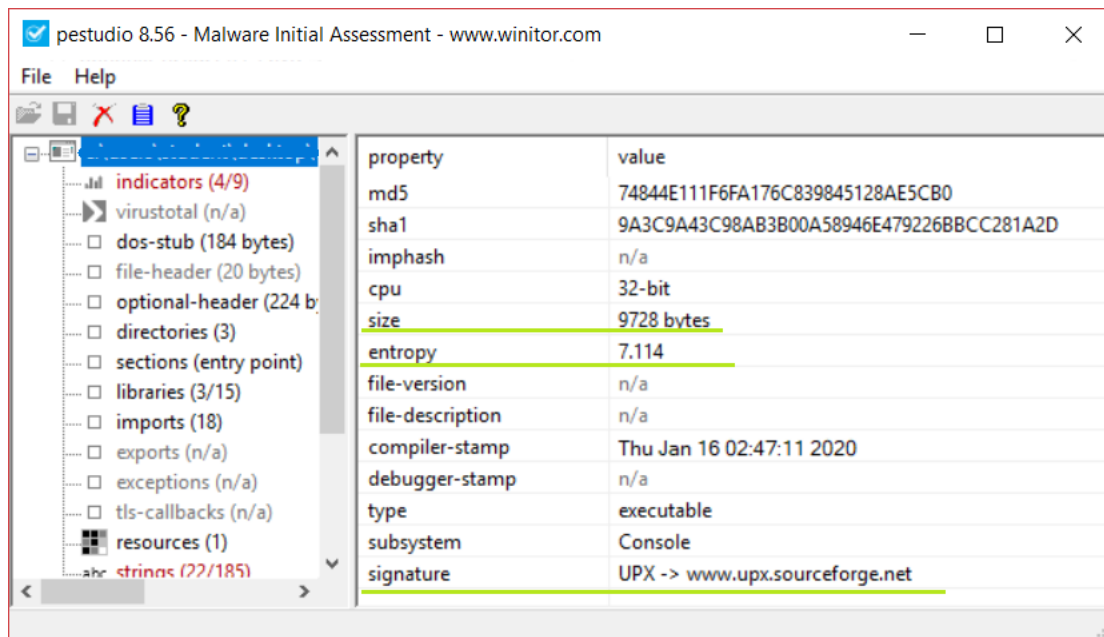 pestudio 8.56 - Malware Initial Assessment - www.winitor.com
File Help
indicators (4/9)
virustotal (n/a)
dos-stub (184 bytes)
file-header (20 bytes)
optional-header (224 b
directories (3)
sections (entry point)
libraries (3/15)
imports (18)
exports (n/a)
exceptions (n/a)
tls-callbacks (n/a)
resources (1)
abc strings (22/185)
property value
md5 74844E111F6FA176C839845128AE5CB0
sha1 9A3C9A43C98AB3B00A58946E479226BBCC281A2D
imphash n/a
cpu 32-bit
size 9728 bytes
entropy 7.114
file-version n/a
file-description n/a
compiler-stamp Thu Jan 16 02:47:11 2020
debugger-stamp n/a
type executable
subsystem Console
signature UPX -> www.upx.sourceforge.net